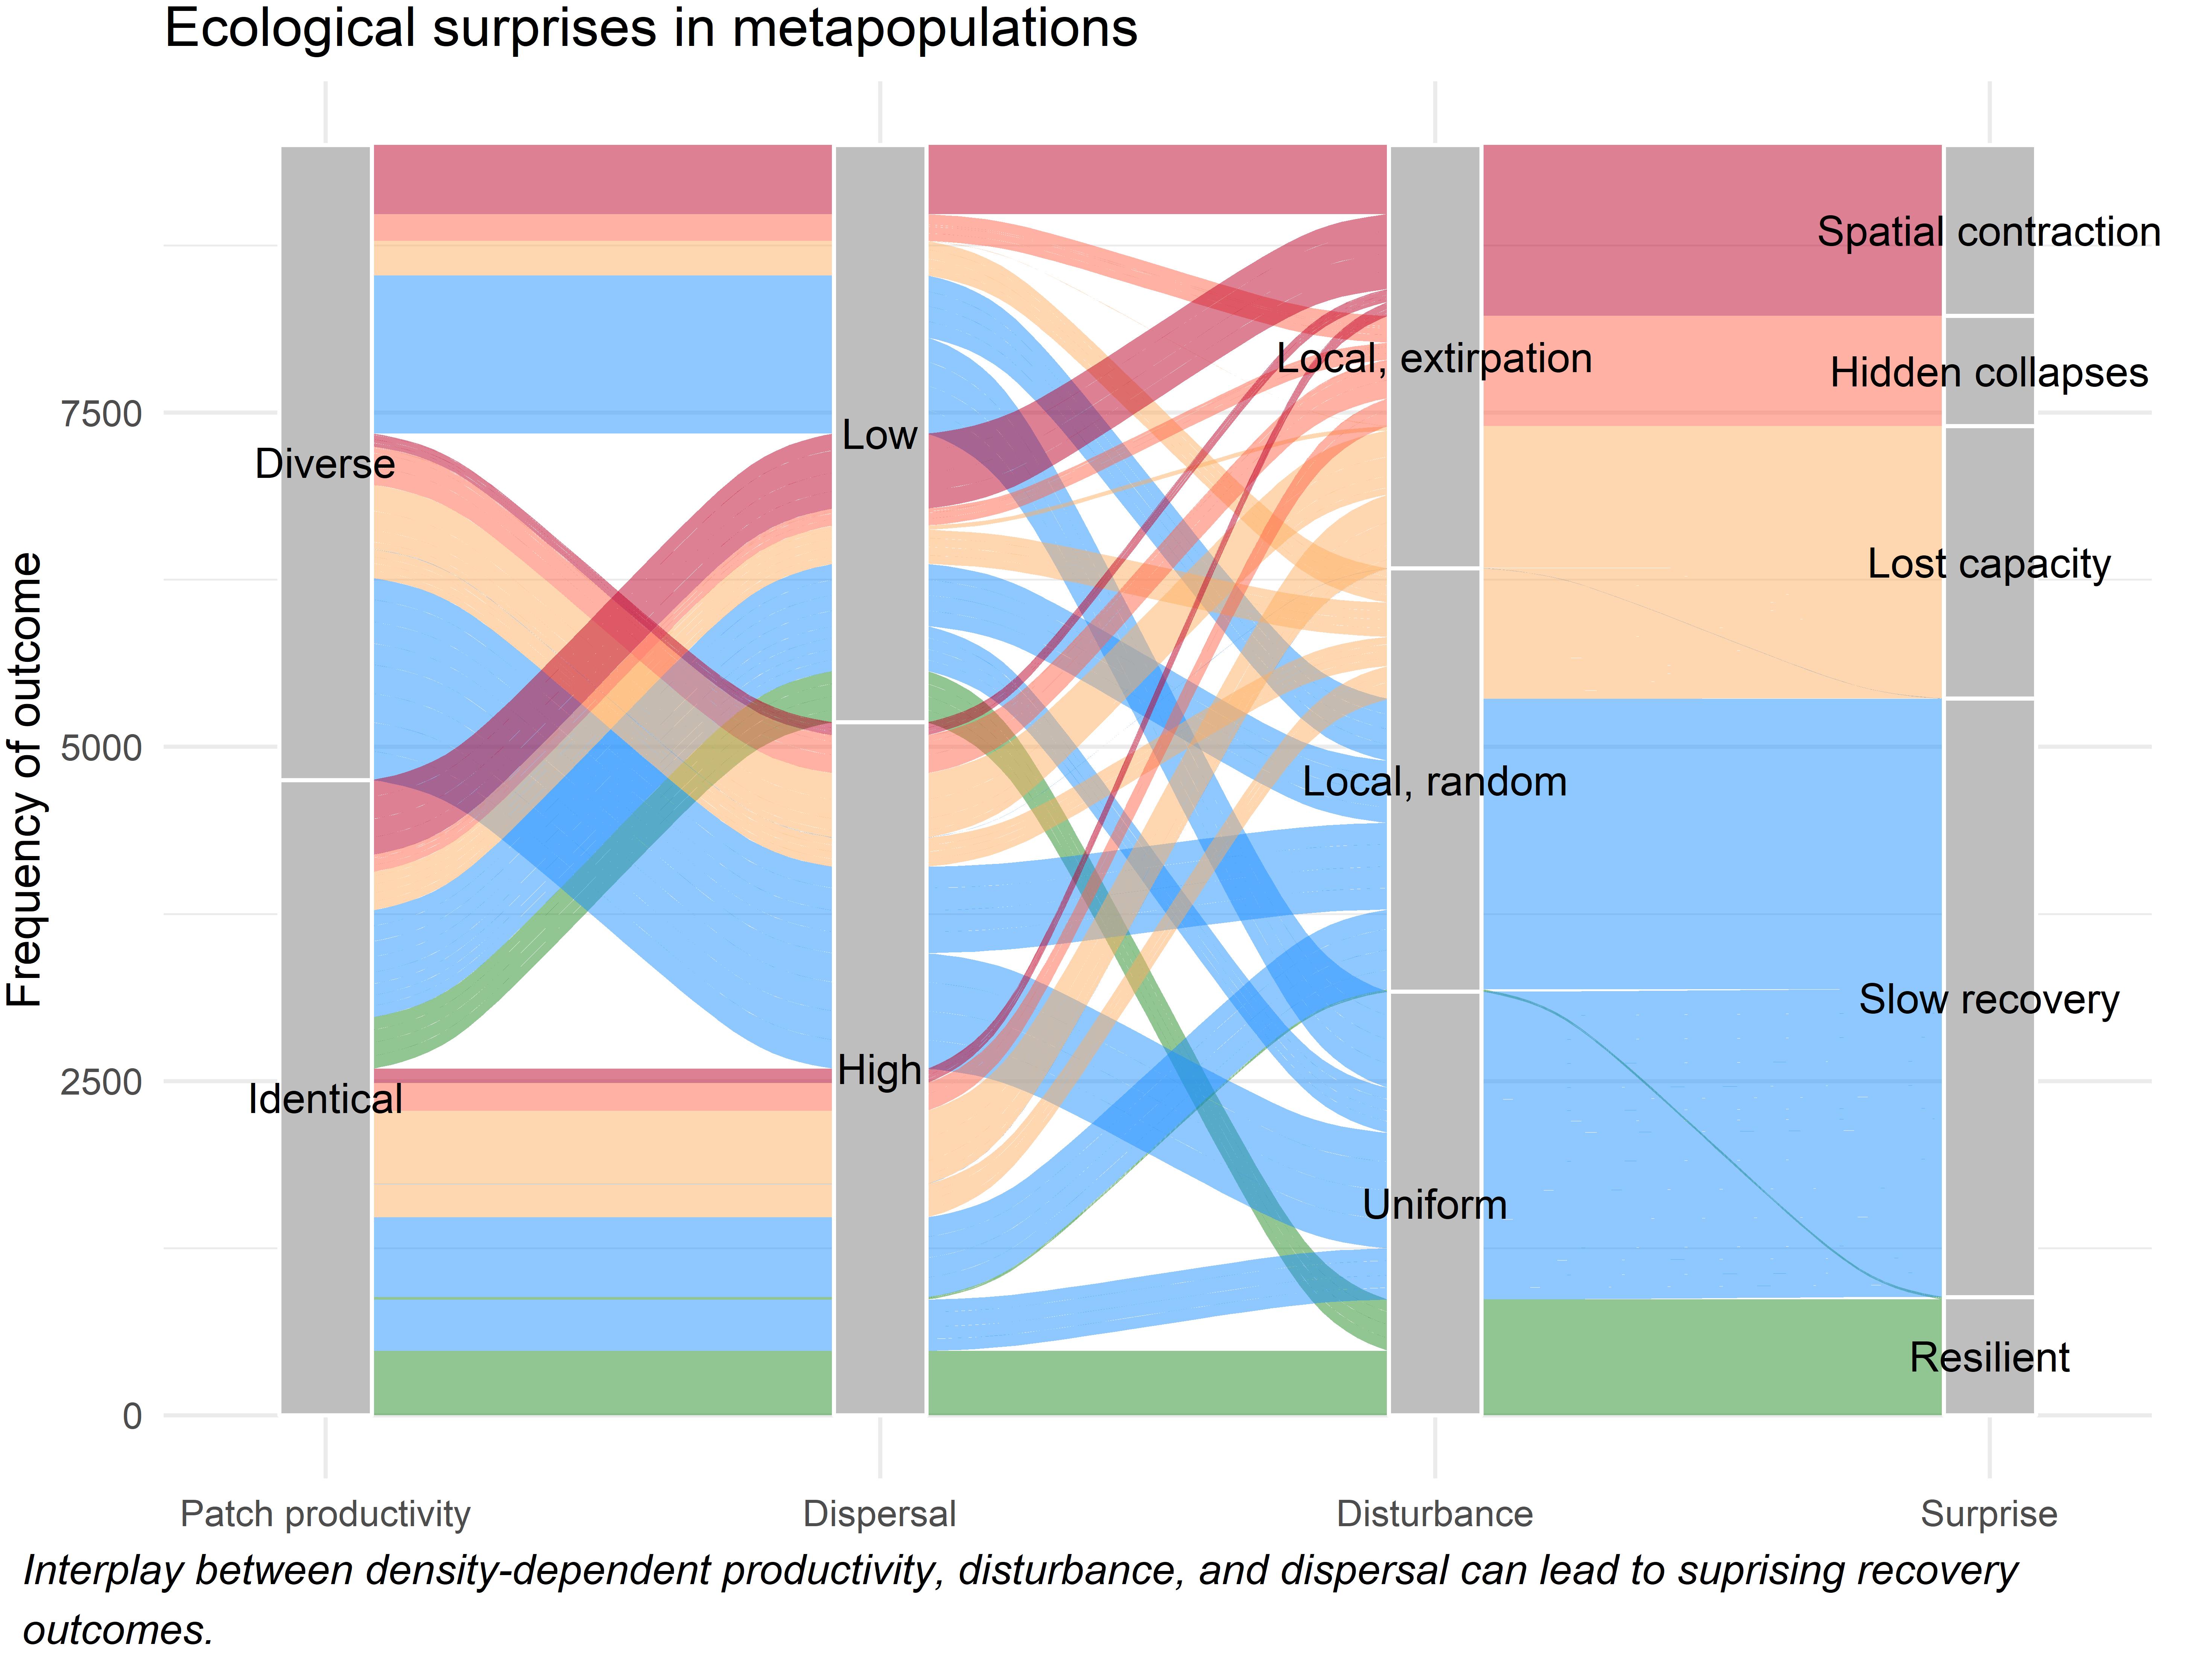 Ecological surprises in metapopulations
Frequency of outcome
7500
5000
2500
0
Diverse
Identical
Low
High
Local, extirpation
Local, random
Uniform
Spatial contraction
Hidden collapses
Lost capacity
Slow recovery
Resilient
Patch productivity
Dispersal
Disturbance
Surprise
Interplay between density-dependent productivity, disturbance, and dispersal can lead to suprising recovery
outcomes.